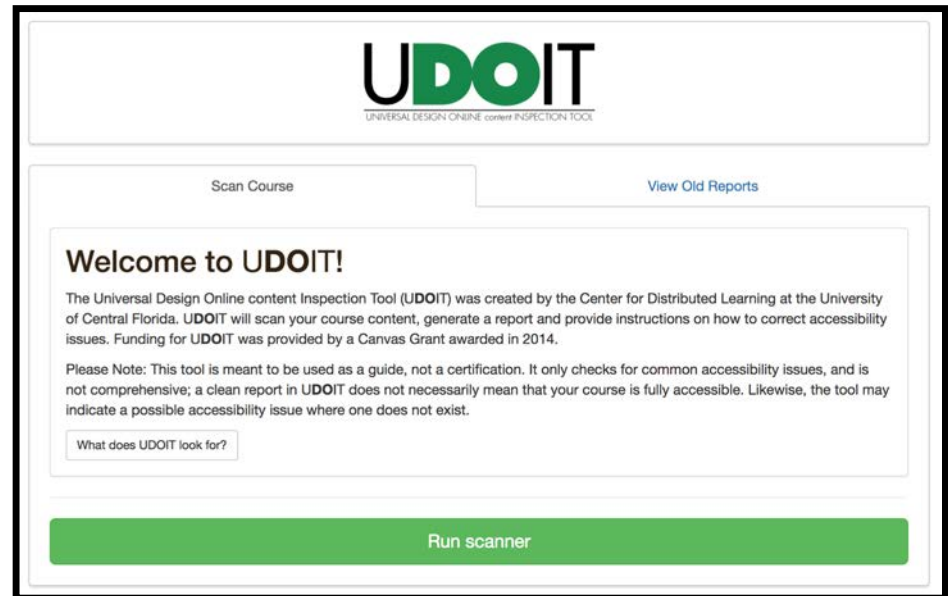 UDOIT
UNIVERSAL DESIGN ONLINE content INSPECTION TOOL
Scan Course
View Old Reports
Welcome to UDOIT!
The Universal Design Online content Inspection Tool (UDOIT) was created by the Center for Distributed Learning at the University
of Central Florida. UDOIT will scan your course content, generate a report and provide instructions on how to correct accessibility
issues. Funding for UDOIT was provided by a Canvas Grant awarded in 2014.
Please Note: This tool is meant to be used as a guide, not a certification. It only checks for common accessibility issues, and is
not comprehensive; a clean report in UDOIT does not necessarily mean that your course is fully accessible. Likewise, the tool may
indicate a possible accessibility issue where one does not exist.
What does UDOIT look for?
Run scanner